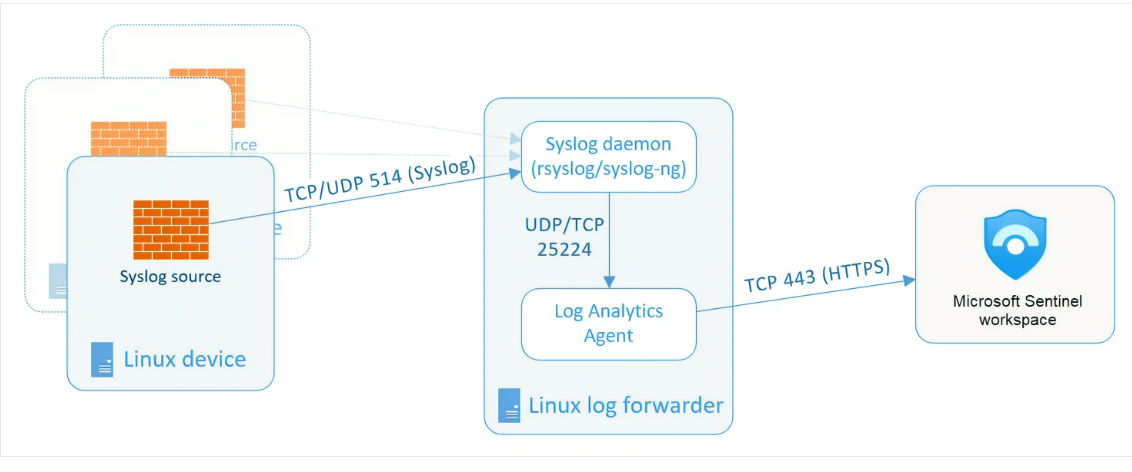 Syslog source
Linux device
TCP/UDP 514 (Syslog)
Syslog daemon
(rsyslog/syslog-ng)
UDP/TCP
25224
Log Analytics
Agent
Linux log forwarder
TCP 443 (HTTPS)
Microsoft Sentinel
workspace